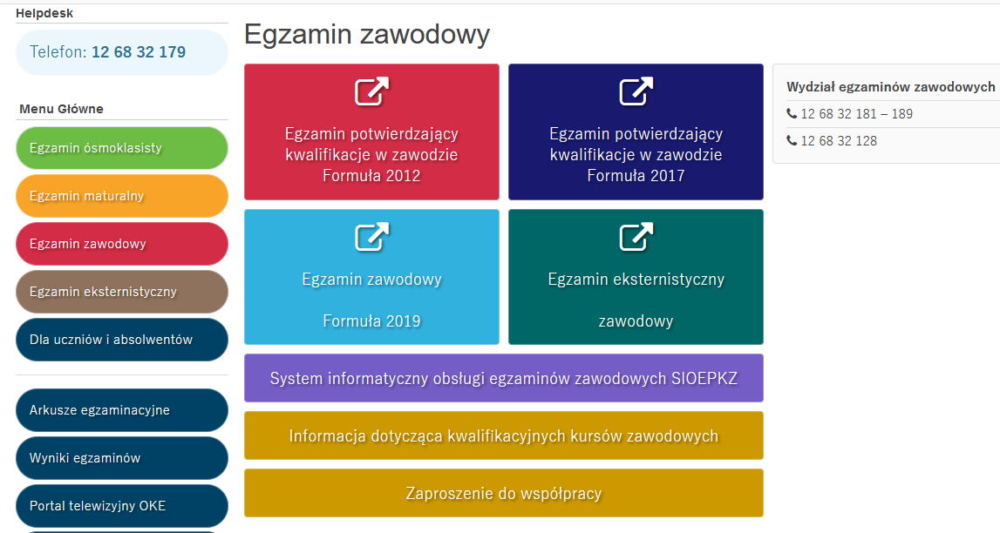 Helpdesk
Telefon: 12 68 32 179
Menu Główne
Egzamin ósmoklasisty
Egzamin maturalny
Egzamin zawodowy
Egzamin eksternistyczny
Dla uczniów i absolwentów
Arkusze egzaminacyjne
Wyniki egzaminów
Portal telewizyjny OKE
Egzamin zawodowy
Egzamin potwierdzający
kwalifikacje w zawodzie
Formuła 2012
Egzamin potwierdzający
kwalifikacje w zawodzie
Formuła 2017
Egzamin zawodowy
Formuła 2019
Egzamin eksternistyczny
zawodowy
System informatyczny obsługi egzaminów zawodowych SIOEPKZ
Informacja dotycząca kwalifikacyjnych kursów zawodowych
Zaproszenie do współpracy
Wydział egzaminów zawodowych
12 68 32 181 – 189
12 68 32 128